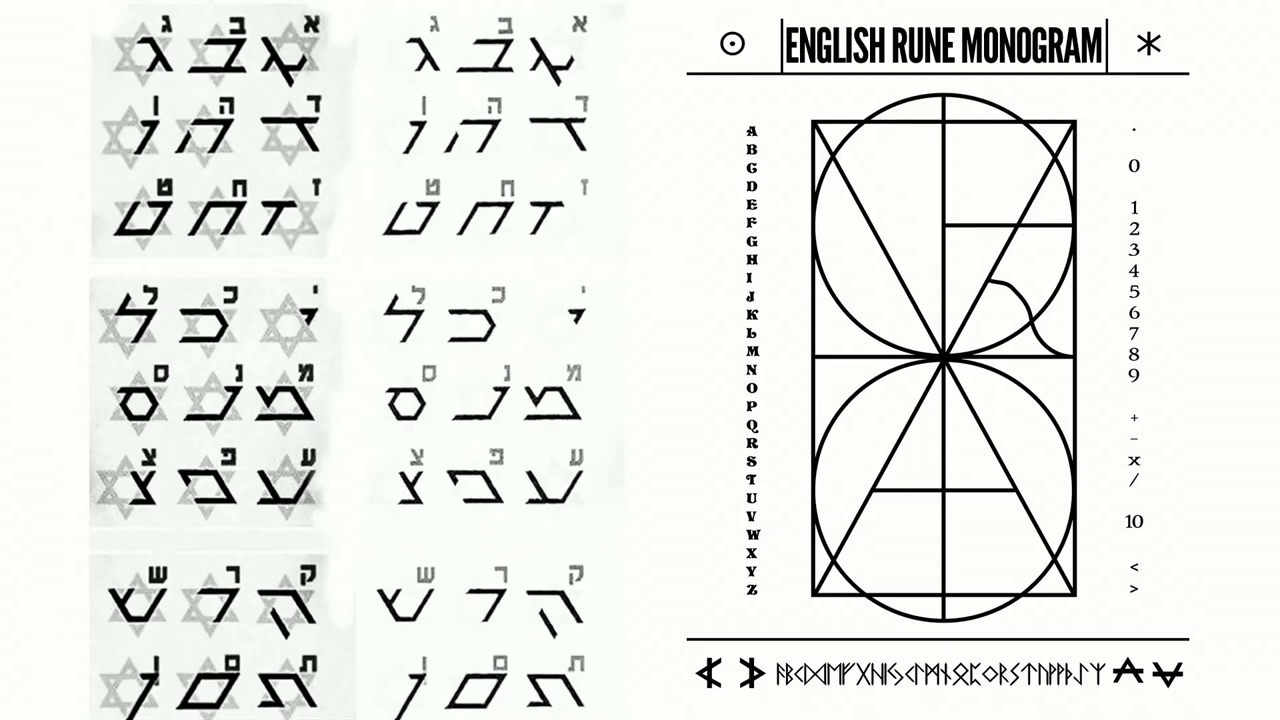 א ב ג
א ב ג
ד ה ו
ד ה ו
ז ח ט
ז ח ט
י כ ל
י כ ל
מ נ ס
מ נ ס
ע פ צ
ע פ צ
ק ר ש
ק ר ש
ת ם ן
ת ם ן
א ב ג
א ב ג
ד ה ו
ד ה ו
ז ח ט
ז ח ט
י כ ל
י כ ל
מ נ ס
מ נ ס
ע פ צ
ע פ צ
ק ר ש
ק ר ש
ת ם ן
ת ם ן
ENGLISH RUNE MONOGRAM
A
B
C
D
E
F
G
H
I
J
K
L
M
N
O
P
Q
R
S
T
U
V
W
X
Y
Z
·
0
1
2
3
4
5
6
7
8
9
+
−
x
/
10
<
>